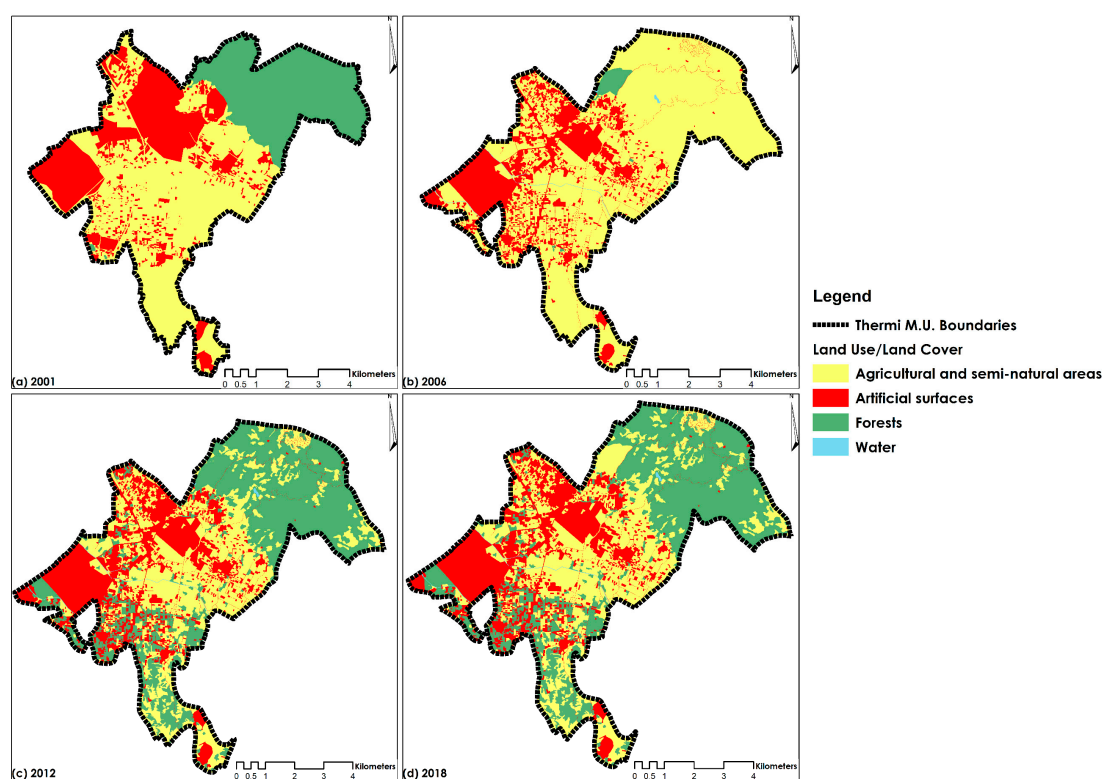 N
(a) 2001
Kilometers
0 0.5 1 2 3 4
N
(b) 2006
Kilometers
0 0.5 1 2 3 4
Legend
Thermi M.U. Boundaries
Land Use/Land Cover
Agricultural and semi-natural areas
Artificial surfaces
Forests
Water
N
(c) 2012
Kilometers
0 0.5 1 2 3 4
N
(d) 2018
Kilometers
0 0.5 1 2 3 4